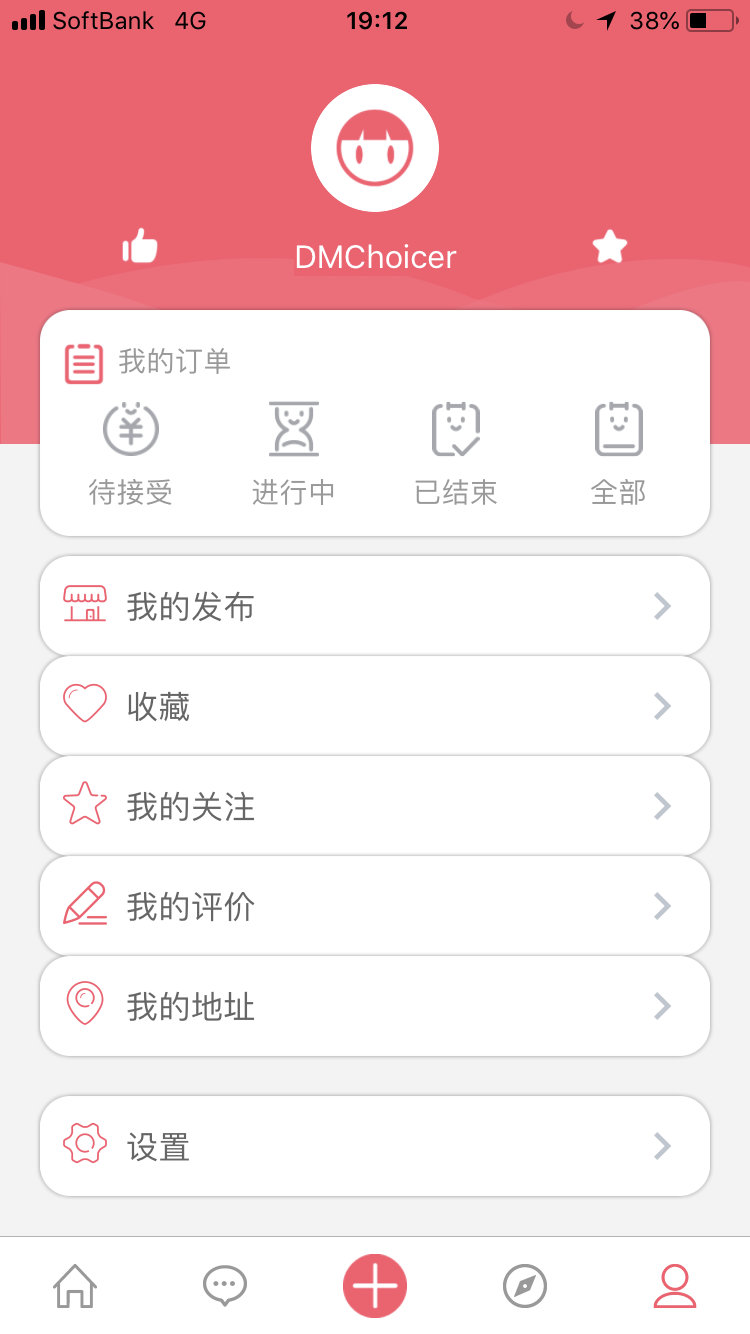 SoftBank 4G 19:12 38%
DMChoicer
我的订单
待接受 进行中 已结束 全部
我的发布
收藏
我的关注
我的评价
我的地址
设置